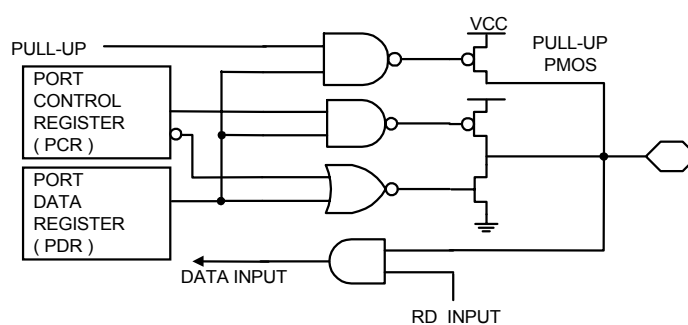 VCC
PULL-UP
PULL-UP
PMOS
PORT
CONTROL
REGISTER
( PCR )
PORT
DATA
REGISTER
( PDR )
DATA INPUT
RD INPUT